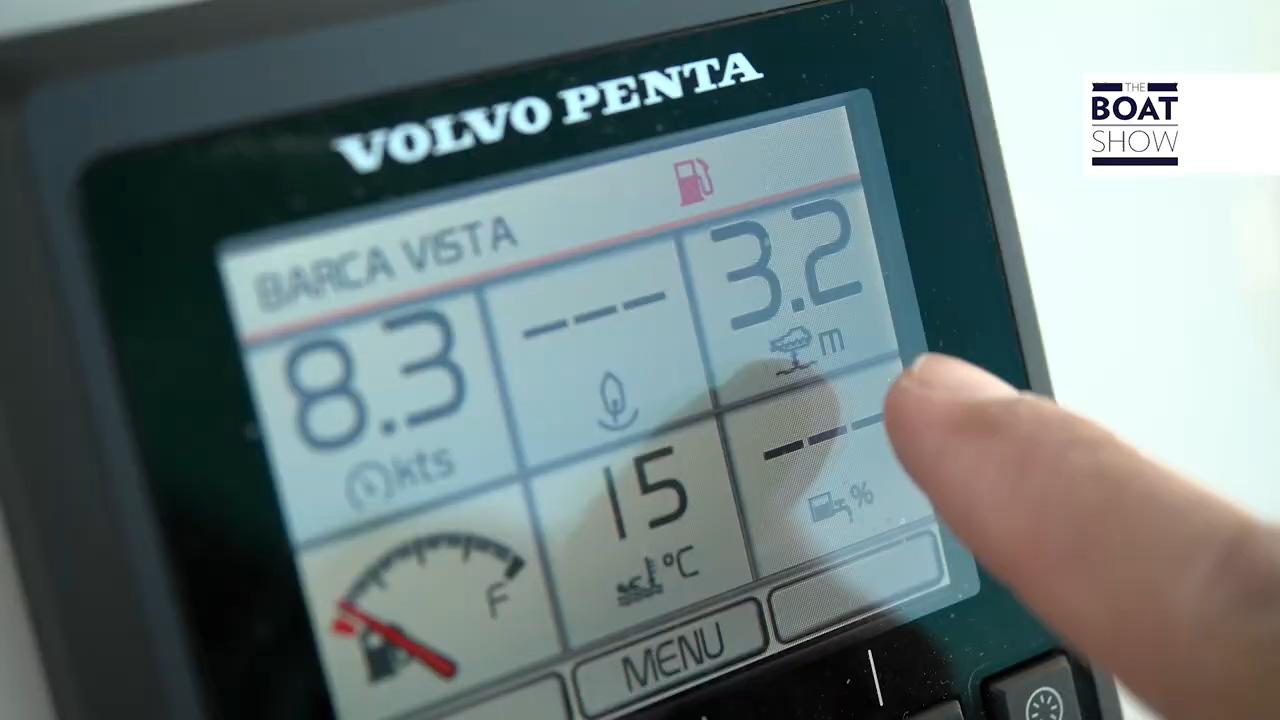 THE
BOAT
SHOW
VOLVO PENTA
BARCA VISTA
8.3
kts
---
3.2
m
F
15
°C
---
%
MENU